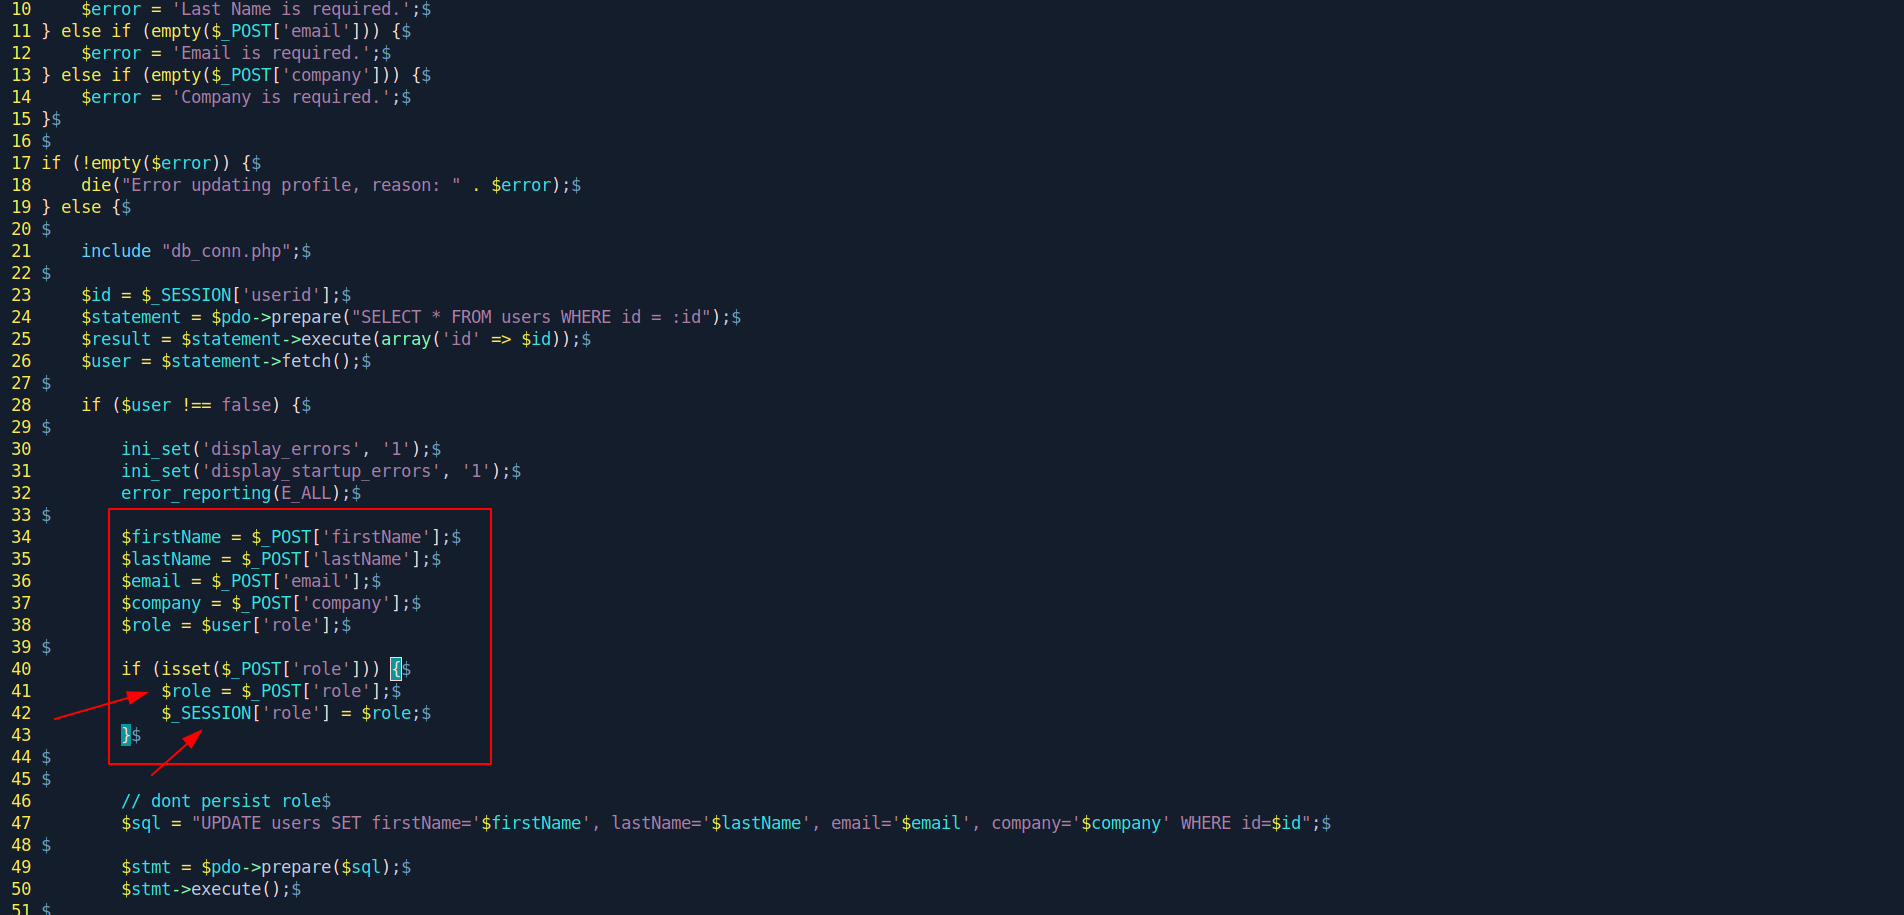 10     $error = 'Last Name is required.';$
11 } else if (empty($_POST['email'])) {$
12     $error = 'Email is required.';$
13 } else if (empty($_POST['company'])) {$
14     $error = 'Company is required.';$
15 }$
16 $
17 if (!empty($error)) {$
18     die("Error updating profile, reason: " . $error);$
19 } else {$
20 $
21     include "db_conn.php";$
22 $
23     $id = $_SESSION['userid'];$
24     $statement = $pdo->prepare("SELECT * FROM users WHERE id = :id");$
25     $result = $statement->execute(array('id' => $id));$
26     $user = $statement->fetch();$
27 $
28     if ($user !== false) {$
29 $
30         ini_set('display_errors', '1');$
31         ini_set('display_startup_errors', '1');$
32         error_reporting(E_ALL);$
33 $
34         $firstName = $_POST['firstName'];$
35         $lastName = $_POST['lastName'];$
36         $email = $_POST['email'];$
37         $company = $_POST['company'];$
38         $role = $user['role'];$
39 $
40         if (isset($_POST['role'])) {$
41             $role = $_POST['role'];$
42             $_SESSION['role'] = $role;$
43         }$
44 $
45 $
46         // dont persist role$
47         $sql = "UPDATE users SET firstName='$firstName', lastName='$lastName', email='$email', company='$company' WHERE id=$id";$
48 $
49         $stmt = $pdo->prepare($sql);$
50         $stmt->execute();$
51 $